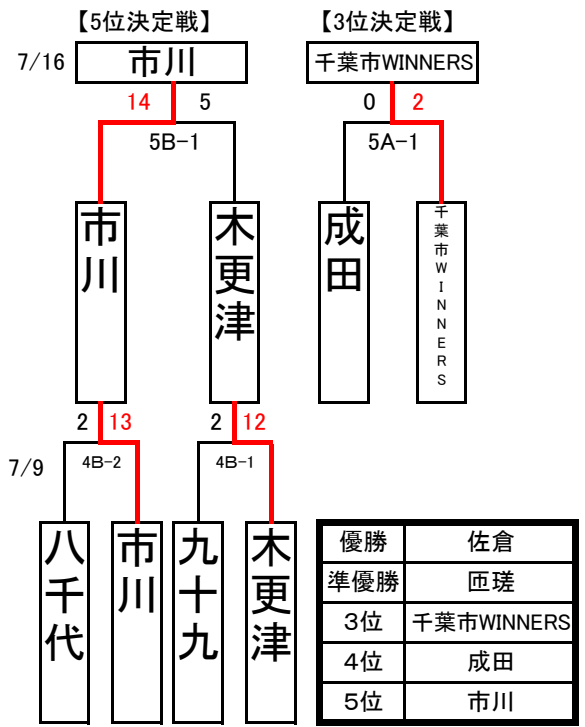 【5位決定戦】 【3位決定戦】
7/16 市川 千葉市WINNERS
14 5 0 2
5B-1 5A-1
市川 木更津 成田 千葉市WINNERS
2 13 2 12
7/9 4B-2 4B-1
八千代 市川 九十九 木更津
優勝 佐倉
準優勝 匝瑳
3位 千葉市WINNERS
4位 成田
5位 市川